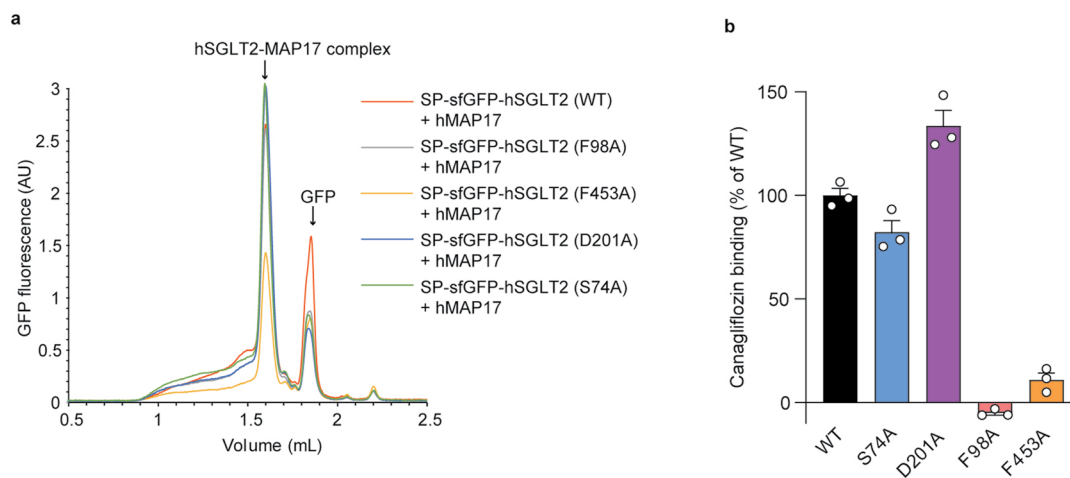 a
hSGLT2-MAP17 complex
3
2.5
2
1.5
1
0.5
0
GFP fluorescence (AU)
GFP
0.5
1
1.5
2
2.5
Volume (mL)
SP-sfGFP-hSGLT2 (WT)
+ hMAP17
SP-sfGFP-hSGLT2 (F98A)
+ hMAP17
SP-sfGFP-hSGLT2 (F453A)
+ hMAP17
SP-sfGFP-hSGLT2 (D201A)
+ hMAP17
SP-sfGFP-hSGLT2 (S74A)
+ hMAP17
b
150
100
50
0
Canagliflozin binding (% of WT)
WT
S74A
D201A
F98A
F453A